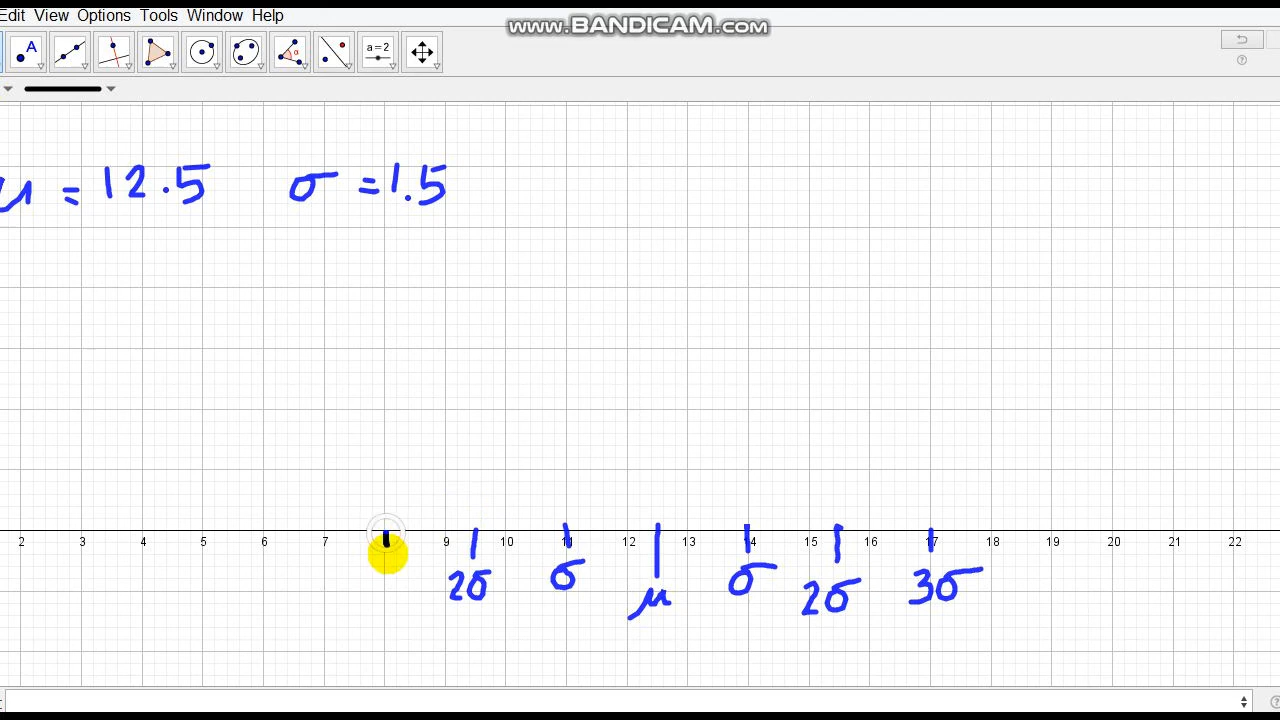 Edit View Options Tools Window Help
www.BANDICAM.com
A
α
a=2
μ = 12.5 σ = 1.5
2 3 4 5 6 7 8 9 10 11 12 13 14 15 16 17 18 19 20 21 22
2σ σ μ σ 2σ 3σ